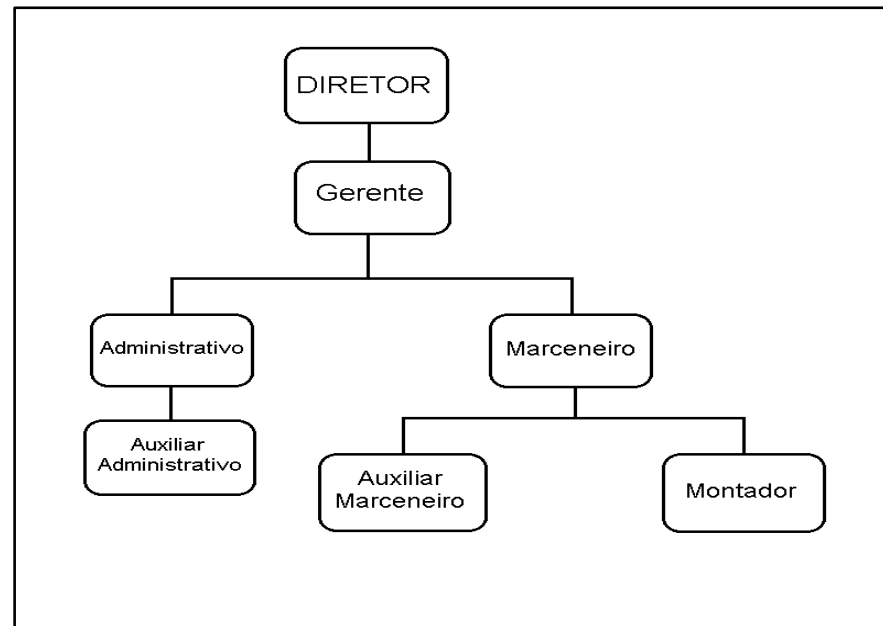 DIRETOR
Gerente
Administrativo
Marceneiro
Auxiliar
Administrativo
Auxiliar
Marceneiro
Montador